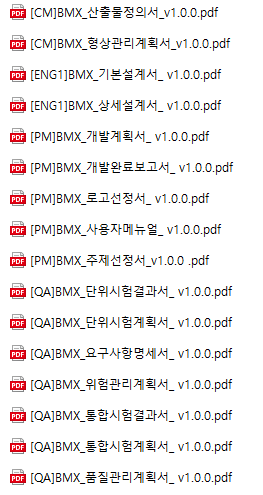 [CM]BMX_산출물정의서_v1.0.0.pdf
[CM]BMX_형상관리계획서_v1.0.0.pdf
[ENG1]BMX_기본설계서_ v1.0.0.pdf
[ENG1]BMX_상세설계서_ v1.0.0.pdf
[PM]BMX_개발계획서_ v1.0.0.pdf
[PM]BMX_개발완료보고서_ v1.0.0.pdf
[PM]BMX_로고선정서_ v1.0.0.pdf
[PM]BMX_사용자메뉴얼_ v1.0.0.pdf
[PM]BMX_주제선정서_v1.0.0 .pdf
[QA]BMX_단위시험결과서_ v1.0.0.pdf
[QA]BMX_단위시험계획서_ v1.0.0.pdf
[QA]BMX_요구사항명세서_ v1.0.0.pdf
[QA]BMX_위험관리계획서_ v1.0.0.pdf
[QA]BMX_통합시험결과서_ v1.0.0.pdf
[QA]BMX_통합시험계획서_ v1.0.0.pdf
[QA]BMX_품질관리계획서_ v1.0.0.pdf